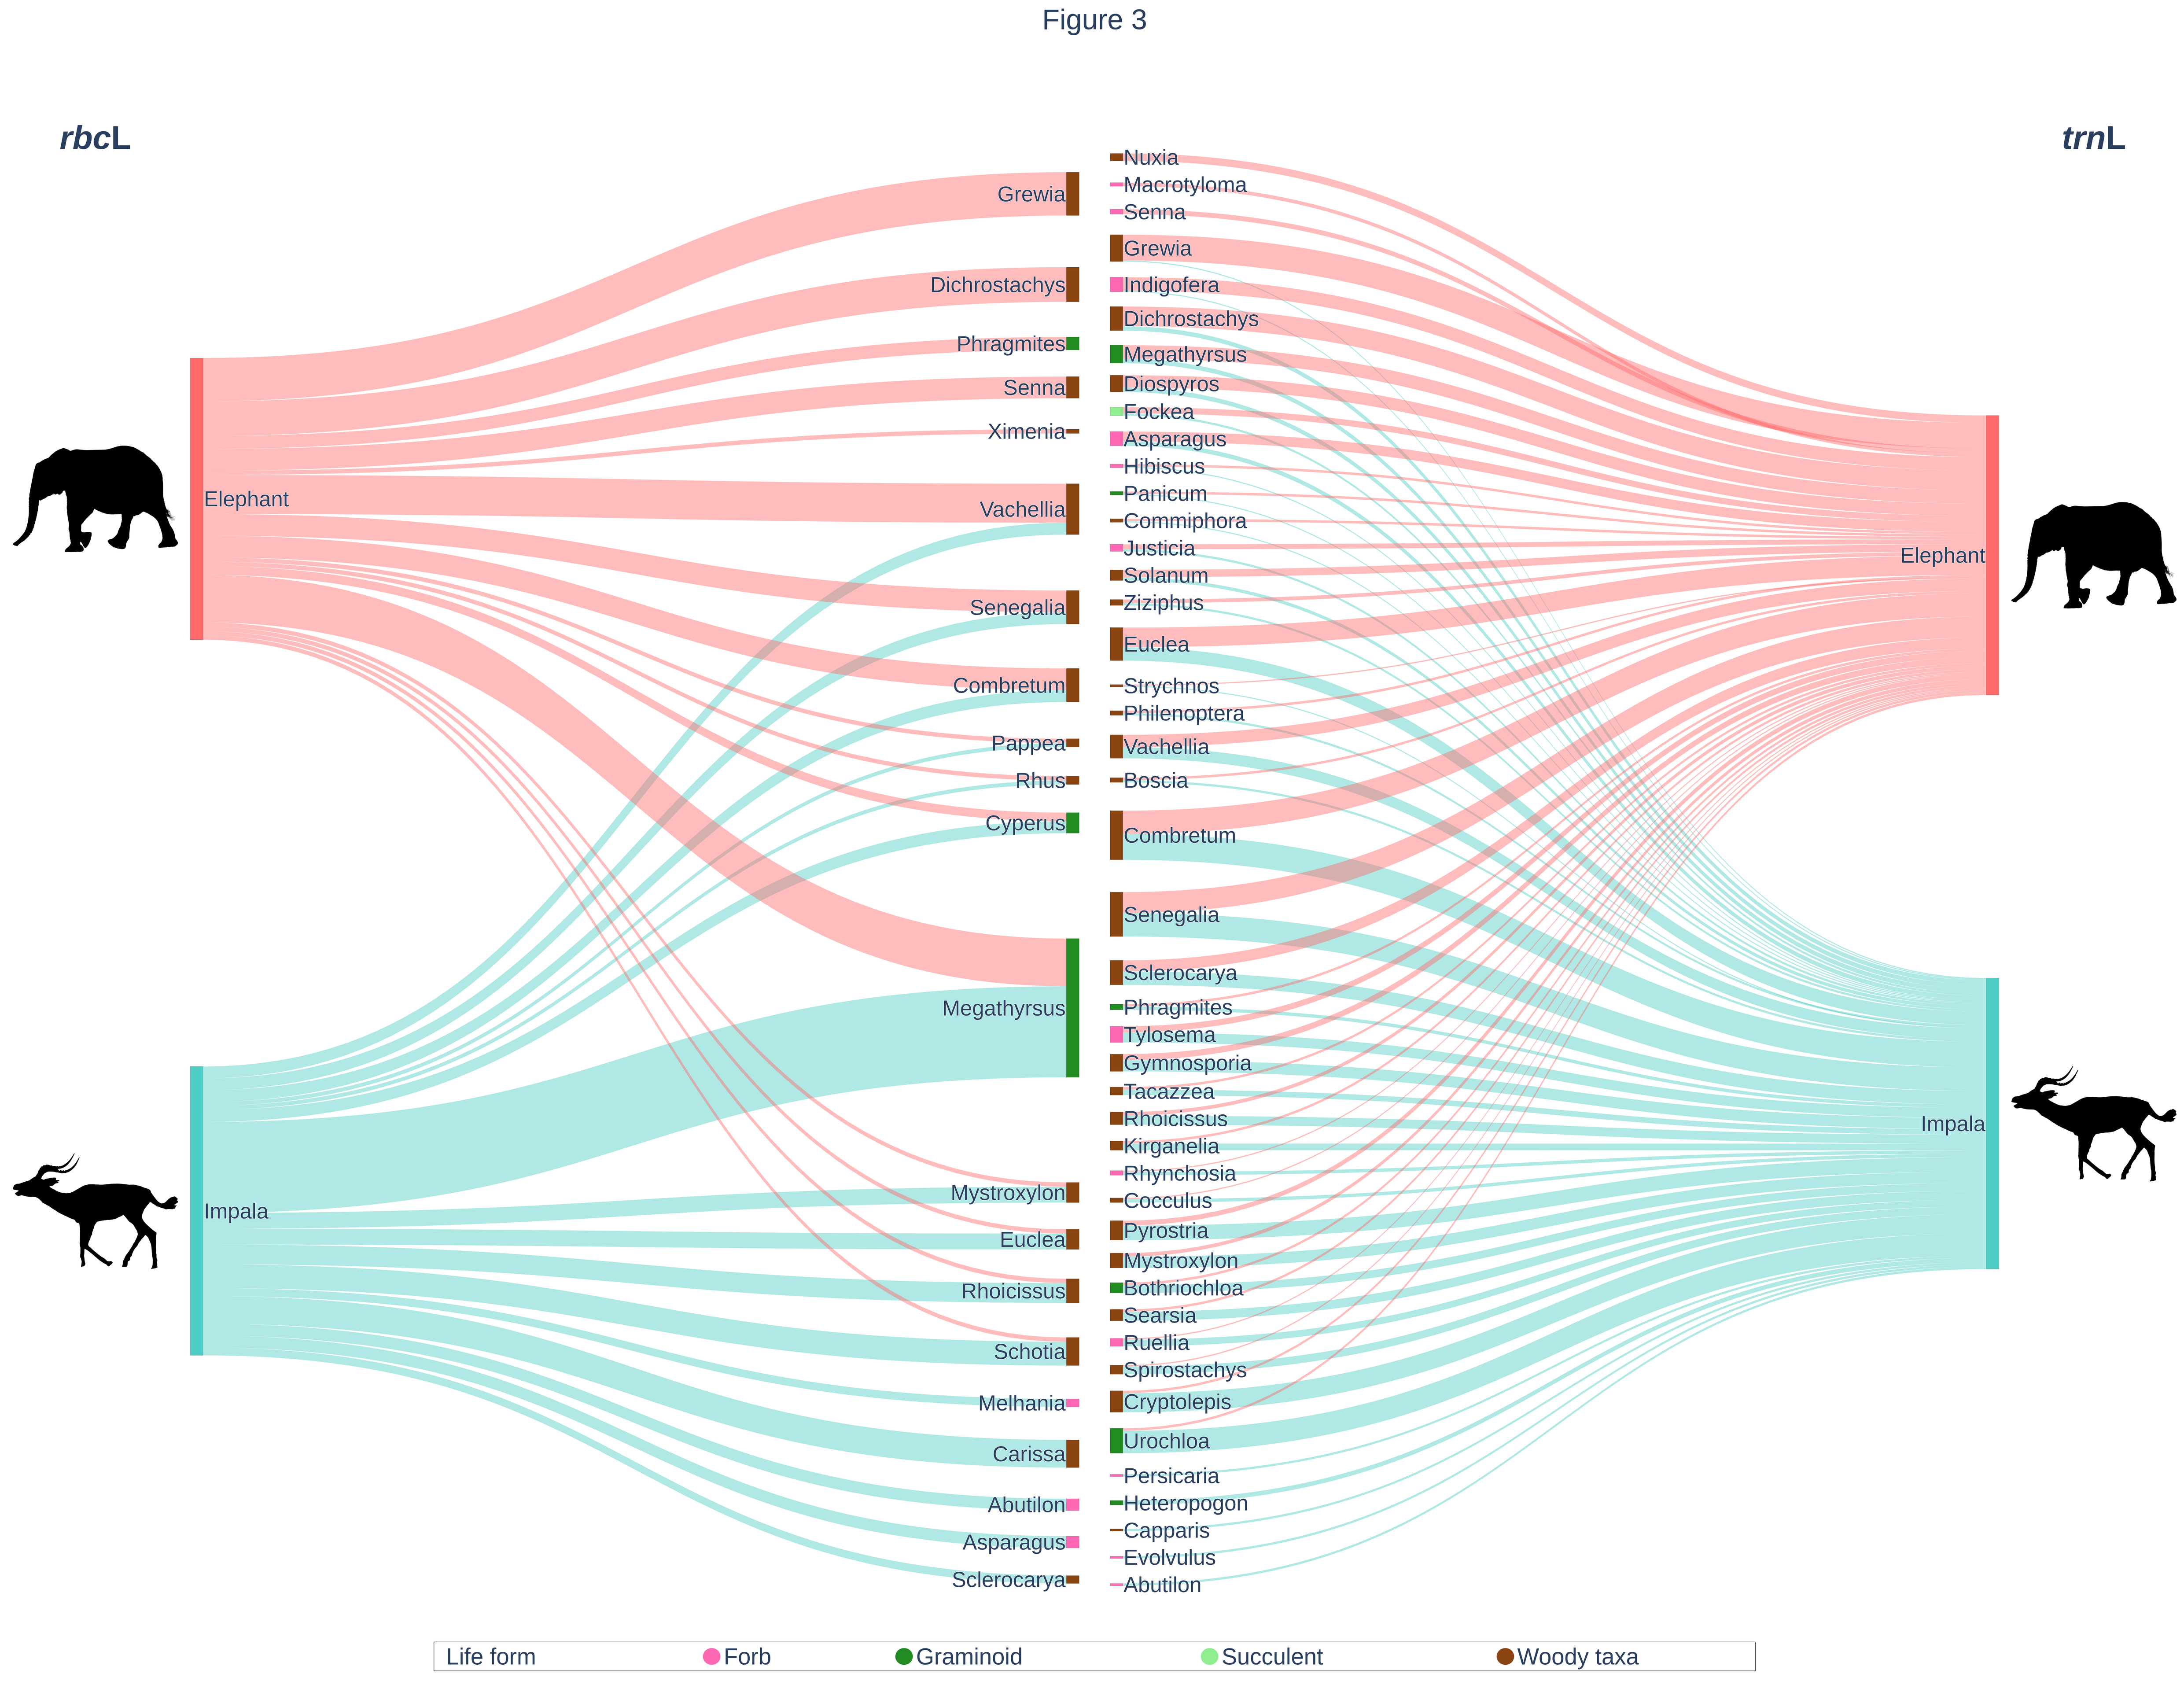 Figure 3
rbcL
trnL
Grewia
Dichrostachys
Phragmites
Senna
Ximenia
Elephant
Vachellia
Senegalia
Combretum
Pappea
Rhus
Cyperus
Megathyrsus
Mystroxylon
Impala
Euclea
Rhoicissus
Schotia
Melhania
Carissa
Abutilon
Asparagus
Sclerocarya
Nuxia
Macrotyloma
Senna
Grewia
Indigofera
Dichrostachys
Megathyrsus
Diospyros
Fockea
Asparagus
Hibiscus
Panicum
Commiphora
Justicia
Solanum
Ziziphus
Euclea
Strychnos
Philenoptera
Vachellia
Boscia
Combretum
Senegalia
Sclerocarya
Phragmites
Tylosema
Gymnosporia
Tacazzea
Rhoicissus
Kirganelia
Rhynchosia
Cocculus
Pyrostria
Mystroxylon
Bothriochloa
Searsia
Ruellia
Spirostachys
Cryptolepis
Urochloa
Persicaria
Heteropogon
Capparis
Evolvulus
Abutilon
Elephant
Impala
Life form Forb Graminoid Succulent Woody taxa